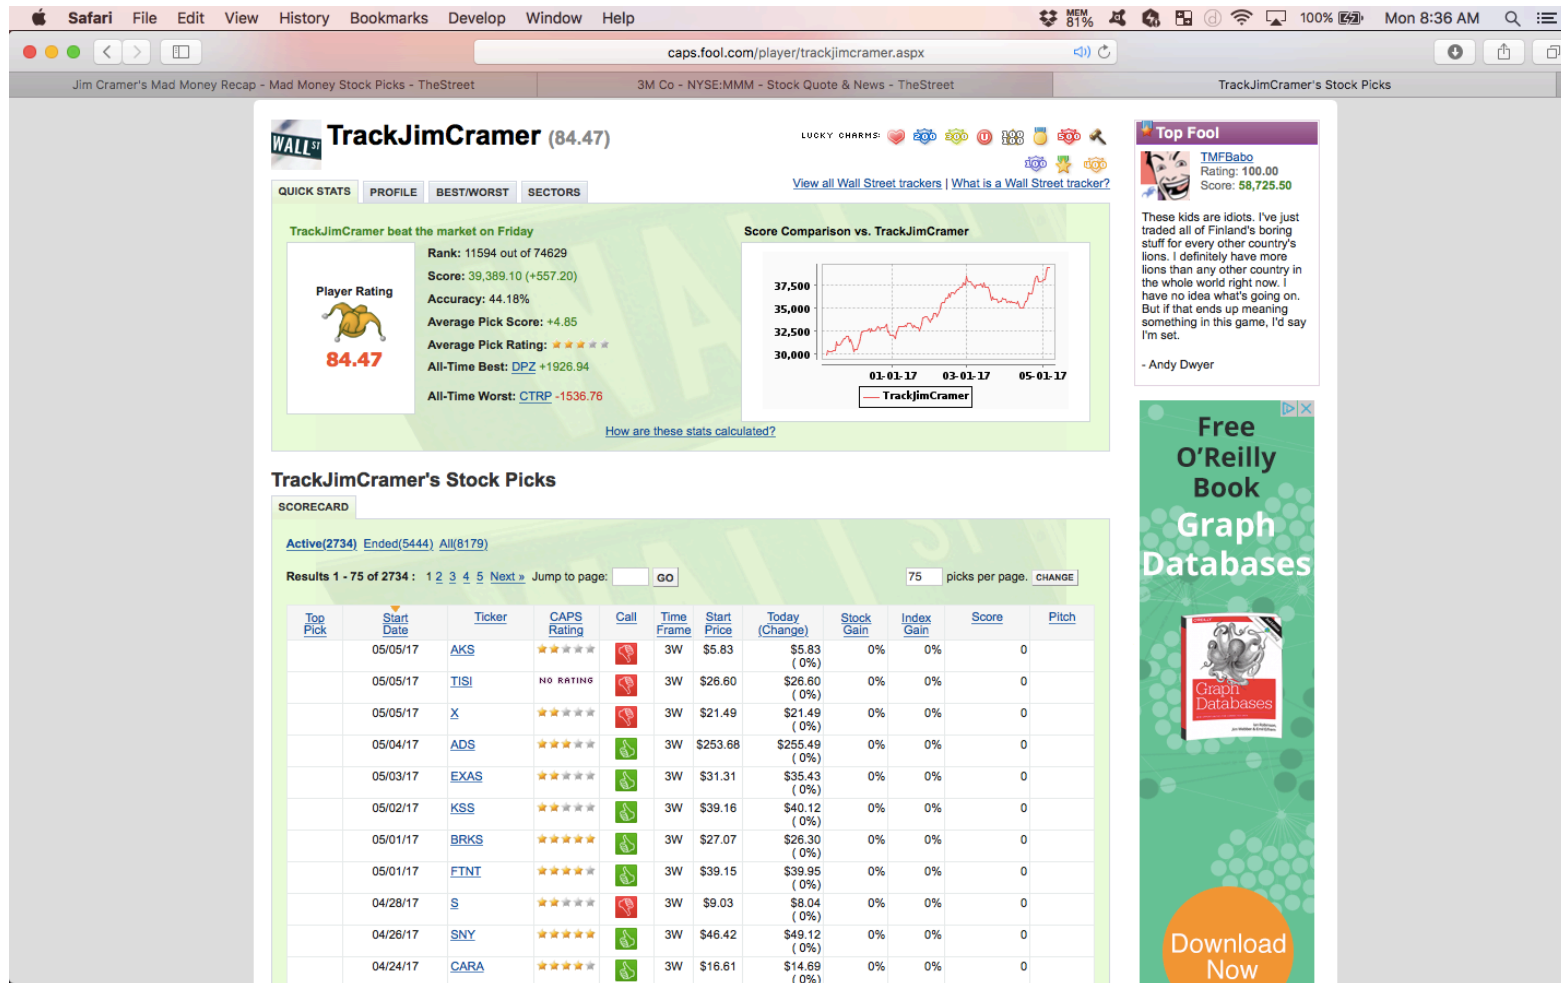 Safari File Edit View History Bookmarks Develop Window Help MEM 81% 100% Mon 8:36 AM
caps.fool.com/player/trackjimcramer.aspx
Jim Cramer's Mad Money Recap - Mad Money Stock Picks - TheStreet
3M Co - NYSE:MMM - Stock Quote & News - TheStreet
TrackJimCramer's Stock Picks
WALL ST
TrackJimCramer (84.47)
LUCKY CHARMS:
View all Wall Street trackers | What is a Wall Street tracker?
QUICK STATS PROFILE BEST/WORST SECTORS
TrackJimCramer beat the market on Friday
Player Rating
84.47
Rank: 11594 out of 74629
Score: 39,389.10 (+557.20)
Accuracy: 44.18%
Average Pick Score: +4.85
Average Pick Rating:
All-Time Best: DPZ +1926.94
All-Time Worst: CTRP -1536.76
Score Comparison vs. TrackJimCramer
37,500
35,000
32,500
30,000
01-01-17 03-01-17 05-01-17
TrackJimCramer
How are these stats calculated?
TrackJimCramer's Stock Picks
SCORECARD
Active(2734) Ended(5444) All(8179)
Results 1 - 75 of 2734 : 1 2 3 4 5 Next » Jump to page: GO
75 picks per page. CHANGE
Top Pick Start Date Ticker CAPS Rating Call Time Frame Start Price Today (Change) Stock Gain Index Gain Score Pitch
05/05/17 AKS 3W $5.83 $5.83 ( 0%) 0% 0% 0
05/05/17 TISI NO RATING 3W $26.60 $26.60 ( 0%) 0% 0% 0
05/05/17 X 3W $21.49 $21.49 ( 0%) 0% 0% 0
05/04/17 ADS 3W $253.68 $255.49 ( 0%) 0% 0% 0
05/03/17 EXAS 3W $31.31 $35.43 ( 0%) 0% 0% 0
05/02/17 KSS 3W $39.16 $40.12 ( 0%) 0% 0% 0
05/01/17 BRKS 3W $27.07 $26.30 ( 0%) 0% 0% 0
05/01/17 FTNT 3W $39.15 $39.95 ( 0%) 0% 0% 0
04/28/17 S 3W $9.03 $8.04 ( 0%) 0% 0% 0
04/26/17 SNY 3W $46.42 $49.12 ( 0%) 0% 0% 0
04/24/17 CARA 3W $16.61 $14.69 ( 0%) 0% 0% 0
Top Fool
TMFBabo
Rating: 100.00
Score: 58,725.50
These kids are idiots. I've just
traded all of Finland's boring
stuff for every other country's
lions. I definitely have more
lions than any other country in
the whole world right now. I
have no idea what's going on.
But if that ends up meaning
something in this game, I'd say
I'm set.
- Andy Dwyer
Free
O'Reilly
Book
Graph
Databases
Graph
Databases
Download
Now